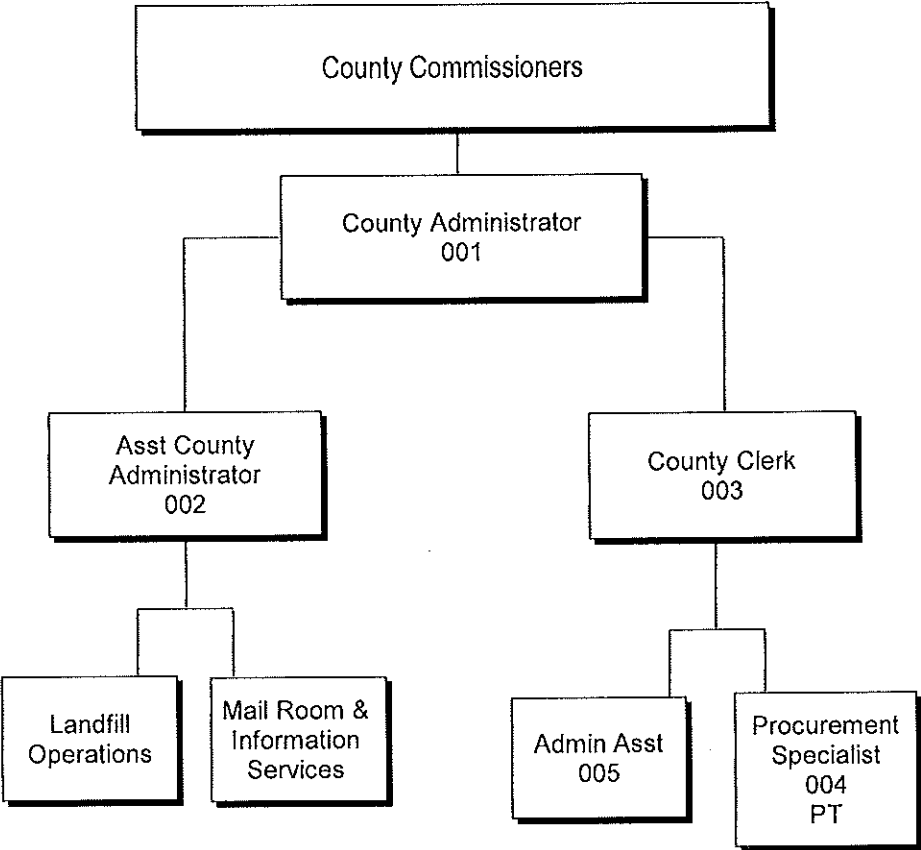 County Commissioners
County Administrator
001
Asst County
Administrator
002
County Clerk
003
Landfill
Operations
Mail Room &
Information
Services
Admin Asst
005
Procurement
Specialist
004
PT